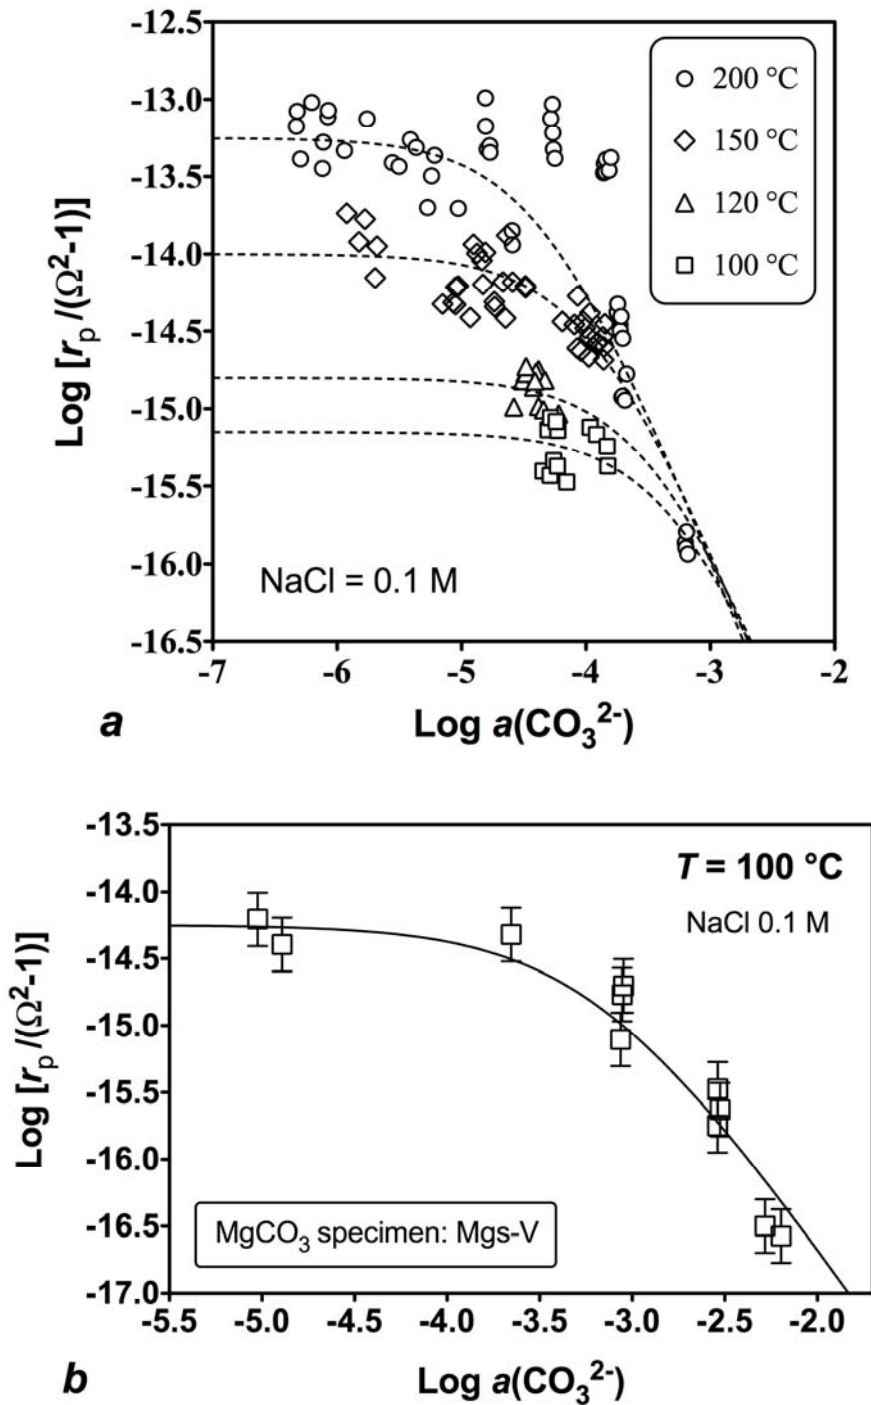 -12.5
-13.0
-13.5
-14.0
-14.5
-15.0
-15.5
-16.0
-16.5
Log [rp /(Ω²-1)]
200 °C
150 °C
120 °C
100 °C
NaCl = 0.1 M
-7 -6 -5 -4 -3 -2
a
Log a(CO₃²⁻)
-13.5
-14.0
-14.5
-15.0
-15.5
-16.0
-16.5
-17.0
Log [rp /(Ω²-1)]
T = 100 °C
NaCl 0.1 M
MgCO₃ specimen: Mgs-V
-5.5 -5.0 -4.5 -4.0 -3.5 -3.0 -2.5 -2.0
b
Log a(CO₃²⁻)